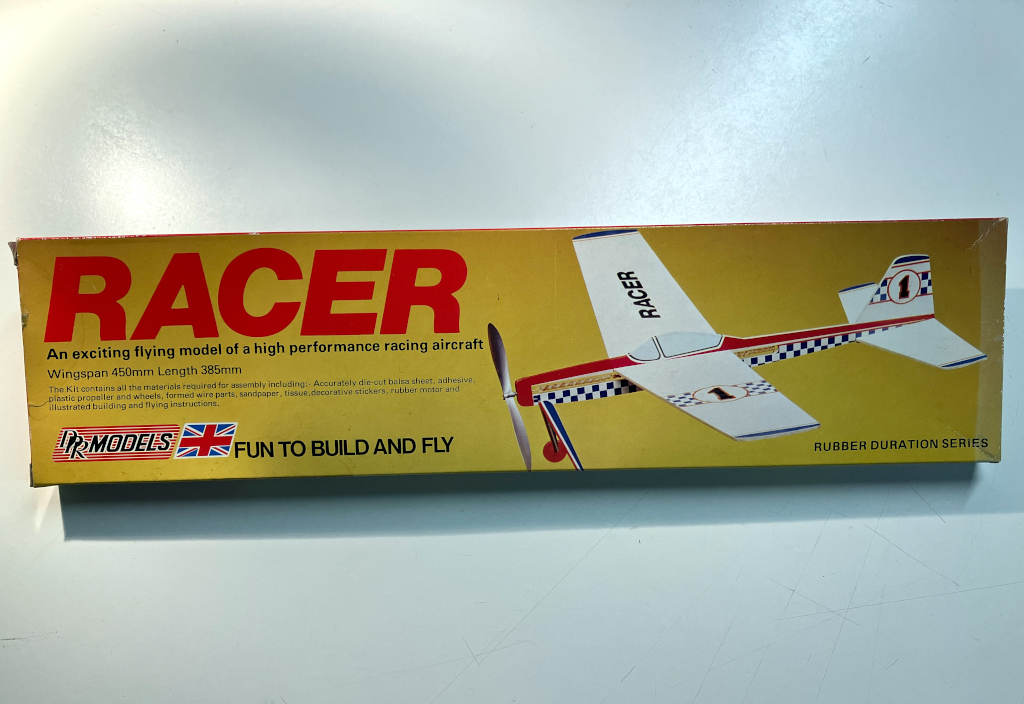 RACER
An exciting flying model of a high performance racing aircraft
Wingspan 450mm Length 385mm
The Kit contains all the materials required for assembly including:- Accurately die-cut balsa sheet, adhesive,
plastic propeller and wheels, formed wire parts, sandpaper, tissue,decorative stickers, rubber motor and
illustrated building and flying instructions.
DPR MODELS
FUN TO BUILD AND FLY
RACER
1
1
RUBBER DURATION SERIES